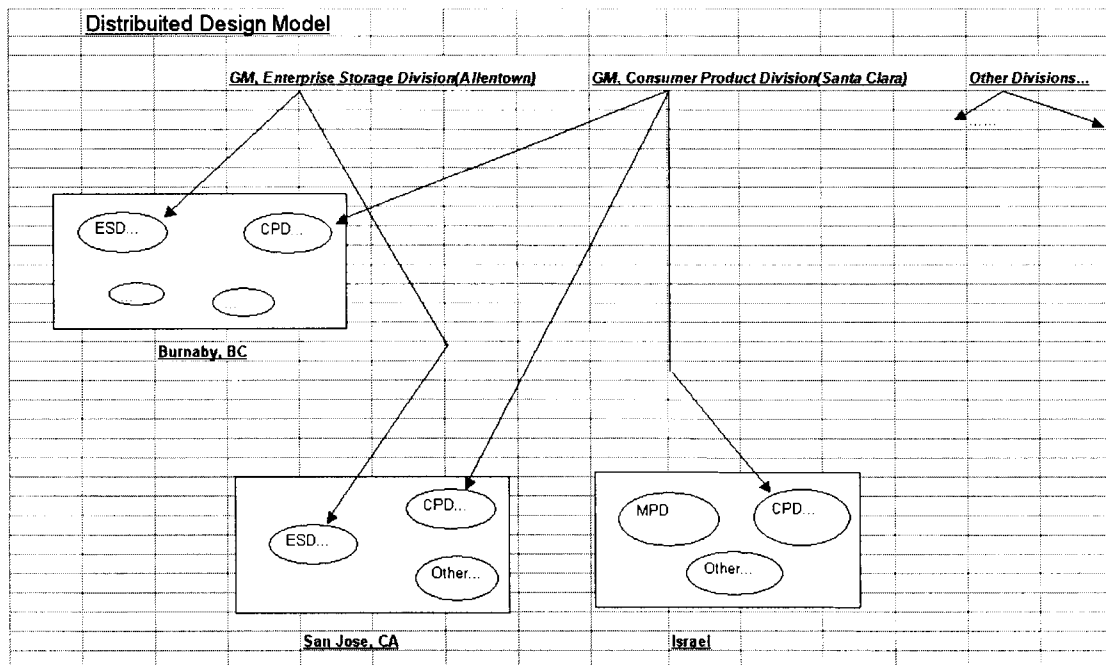 Distribuited Design Model
GM, Enterprise Storage Division(Allentown)
GM, Consumer Product Division(Santa Clara)
Other Divisions...
......
ESD...
CPD...
...
...
Burnaby, BC
CPD...
ESD...
Other...
San Jose, CA
MPD
CPD...
Other...
Israel